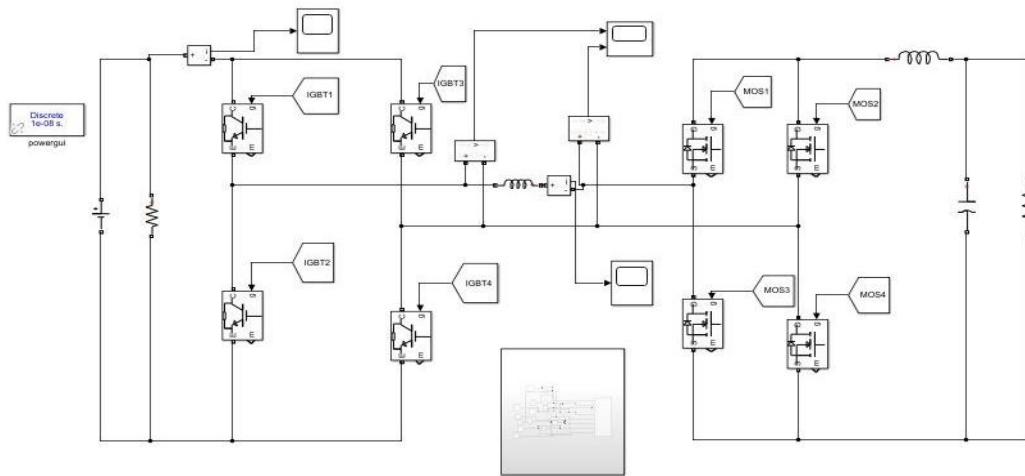 IGBT1
IGBT3
MOS1
MOS2
Discrete
1e-08 s.
powergui
IGBT2
IGBT4
MOS3
MOS4